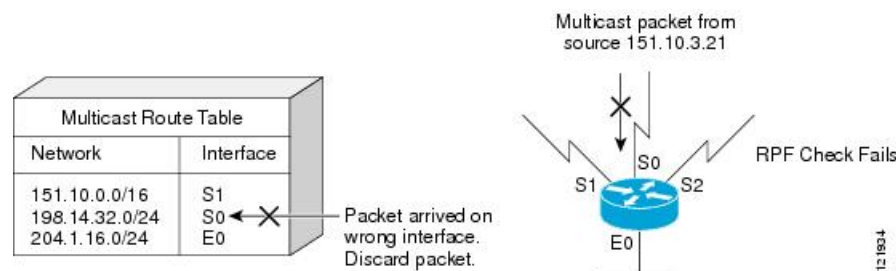 Multicast packet from
source 151.10.3.21
Multicast Route Table
Network Interface
151.10.0.0/16 S1
198.14.32.0/24 S0
204.1.16.0/24 E0
Packet arrived on
wrong interface.
Discard packet.
RPF Check Fails
S0
S1
S2
E0
121634